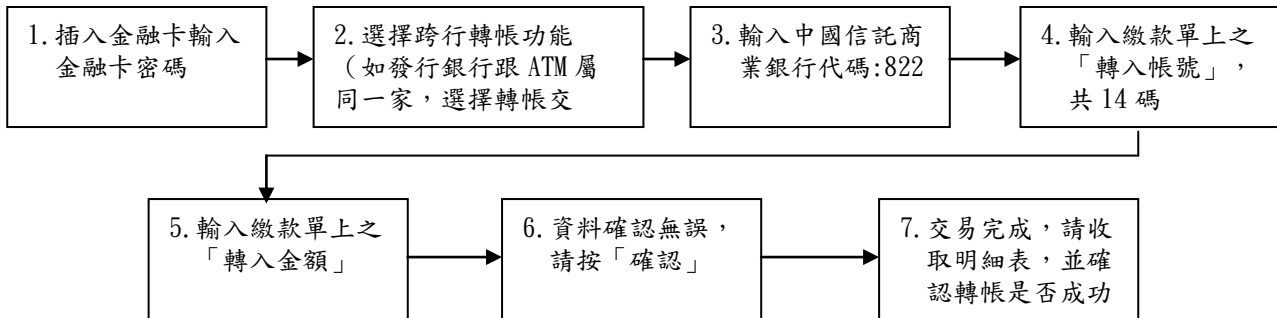 1.插入金融卡輸入
金融卡密碼
2.選擇跨行轉帳功能
(如發行銀行跟 ATM 屬
同一家，選擇轉帳交
3.輸入中國信託商
業銀行代碼:822
4.輸入繳款單上之
「轉入帳號」，
共 14 碼
5.輸入繳款單上之
「轉入金額」
6.資料確認無誤，
請按「確認」
7.交易完成，請收
取明細表，並確
認轉帳是否成功